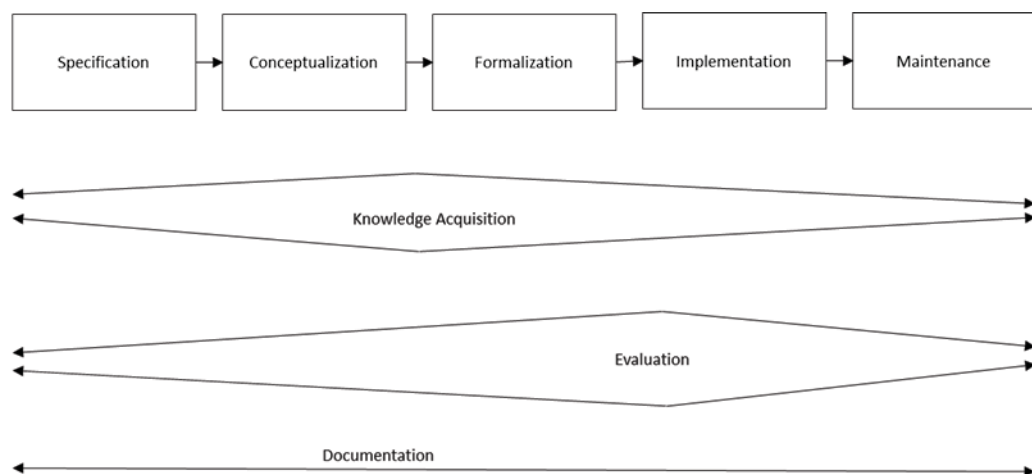 Specification
Conceptualization
Formalization
Implementation
Maintenance
Knowledge Acquisition
Evaluation
Documentation